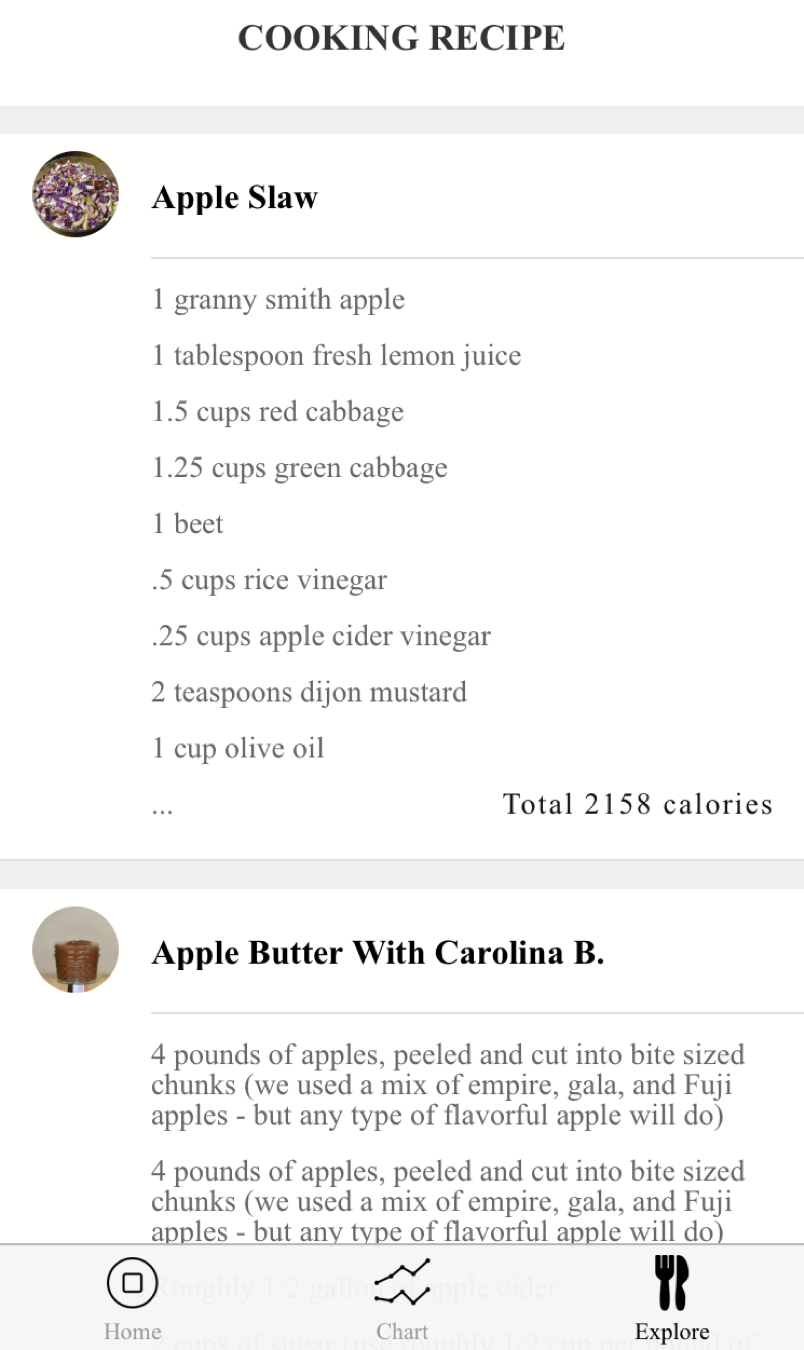 COOKING RECIPE
Apple Slaw
1 granny smith apple
1 tablespoon fresh lemon juice
1.5 cups red cabbage
1.25 cups green cabbage
1 beet
.5 cups rice vinegar
.25 cups apple cider vinegar
2 teaspoons dijon mustard
1 cup olive oil
... Total 2158 calories
Apple Butter With Carolina B.
4 pounds of apples, peeled and cut into bite sized
chunks (we used a mix of empire, gala, and Fuji
apples - but any type of flavorful apple will do)
4 pounds of apples, peeled and cut into bite sized
chunks (we used a mix of empire, gala, and Fuji
apples - but any type of flavorful apple will do)
Roughly 1/2 gallon of apple cider
2 cups of sugar (use roughly 1/2 cup per pound of
Home Chart Explore